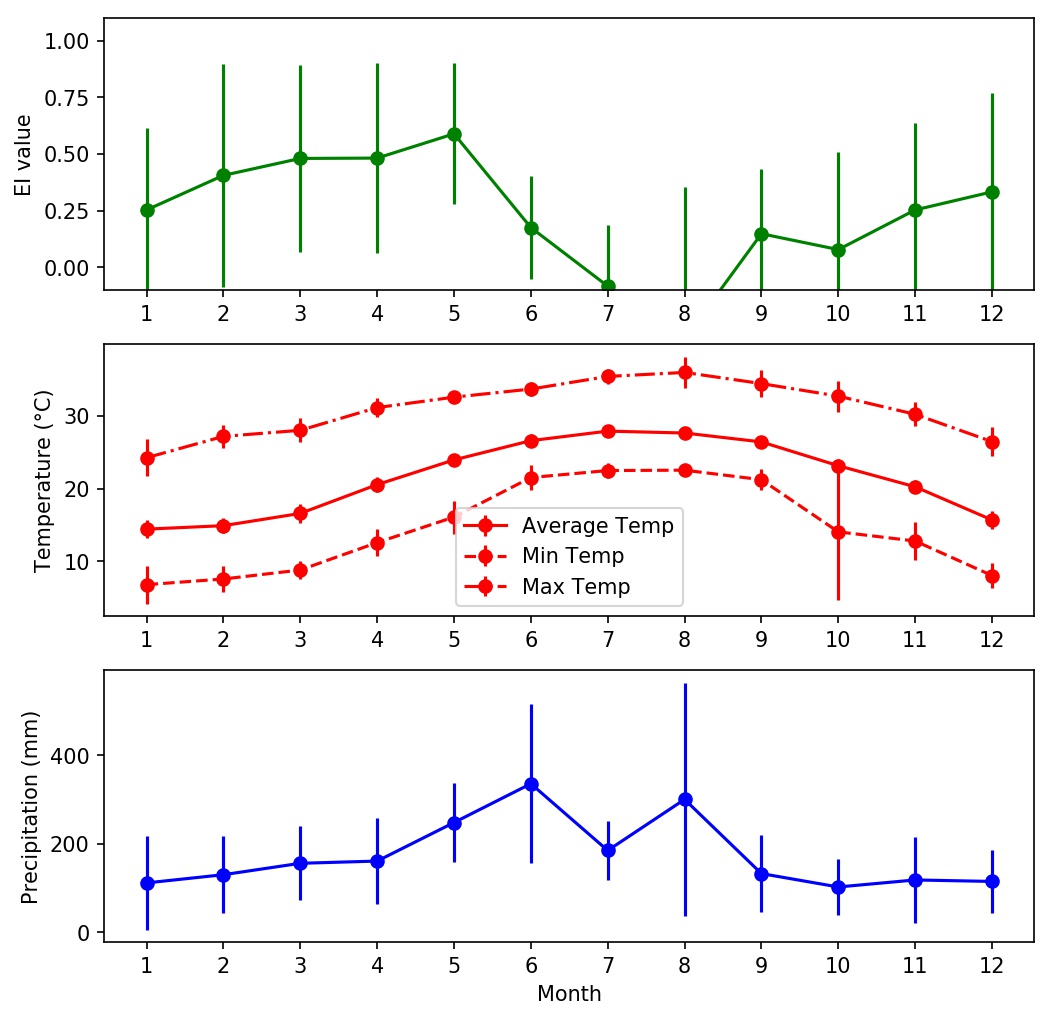 EI value
1.00
0.75
0.50
0.25
0.00
1 2 3 4 5 6 7 8 9 10 11 12
Temperature (°C)
30
20
10
Average Temp
Min Temp
Max Temp
1 2 3 4 5 6 7 8 9 10 11 12
Precipitation (mm)
400
200
0
1 2 3 4 5 6 7 8 9 10 11 12
Month